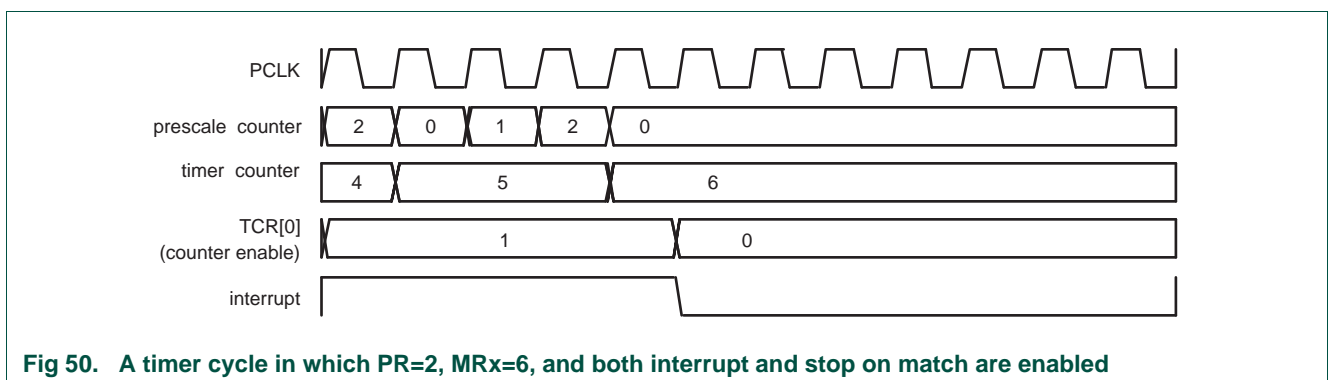 PCLK
prescale counter 2 0 1 2 0
timer counter 4 5 6
TCR[0]
(counter enable) 1 0
interrupt
Fig 50. A timer cycle in which PR=2, MRx=6, and both interrupt and stop on match are enabled